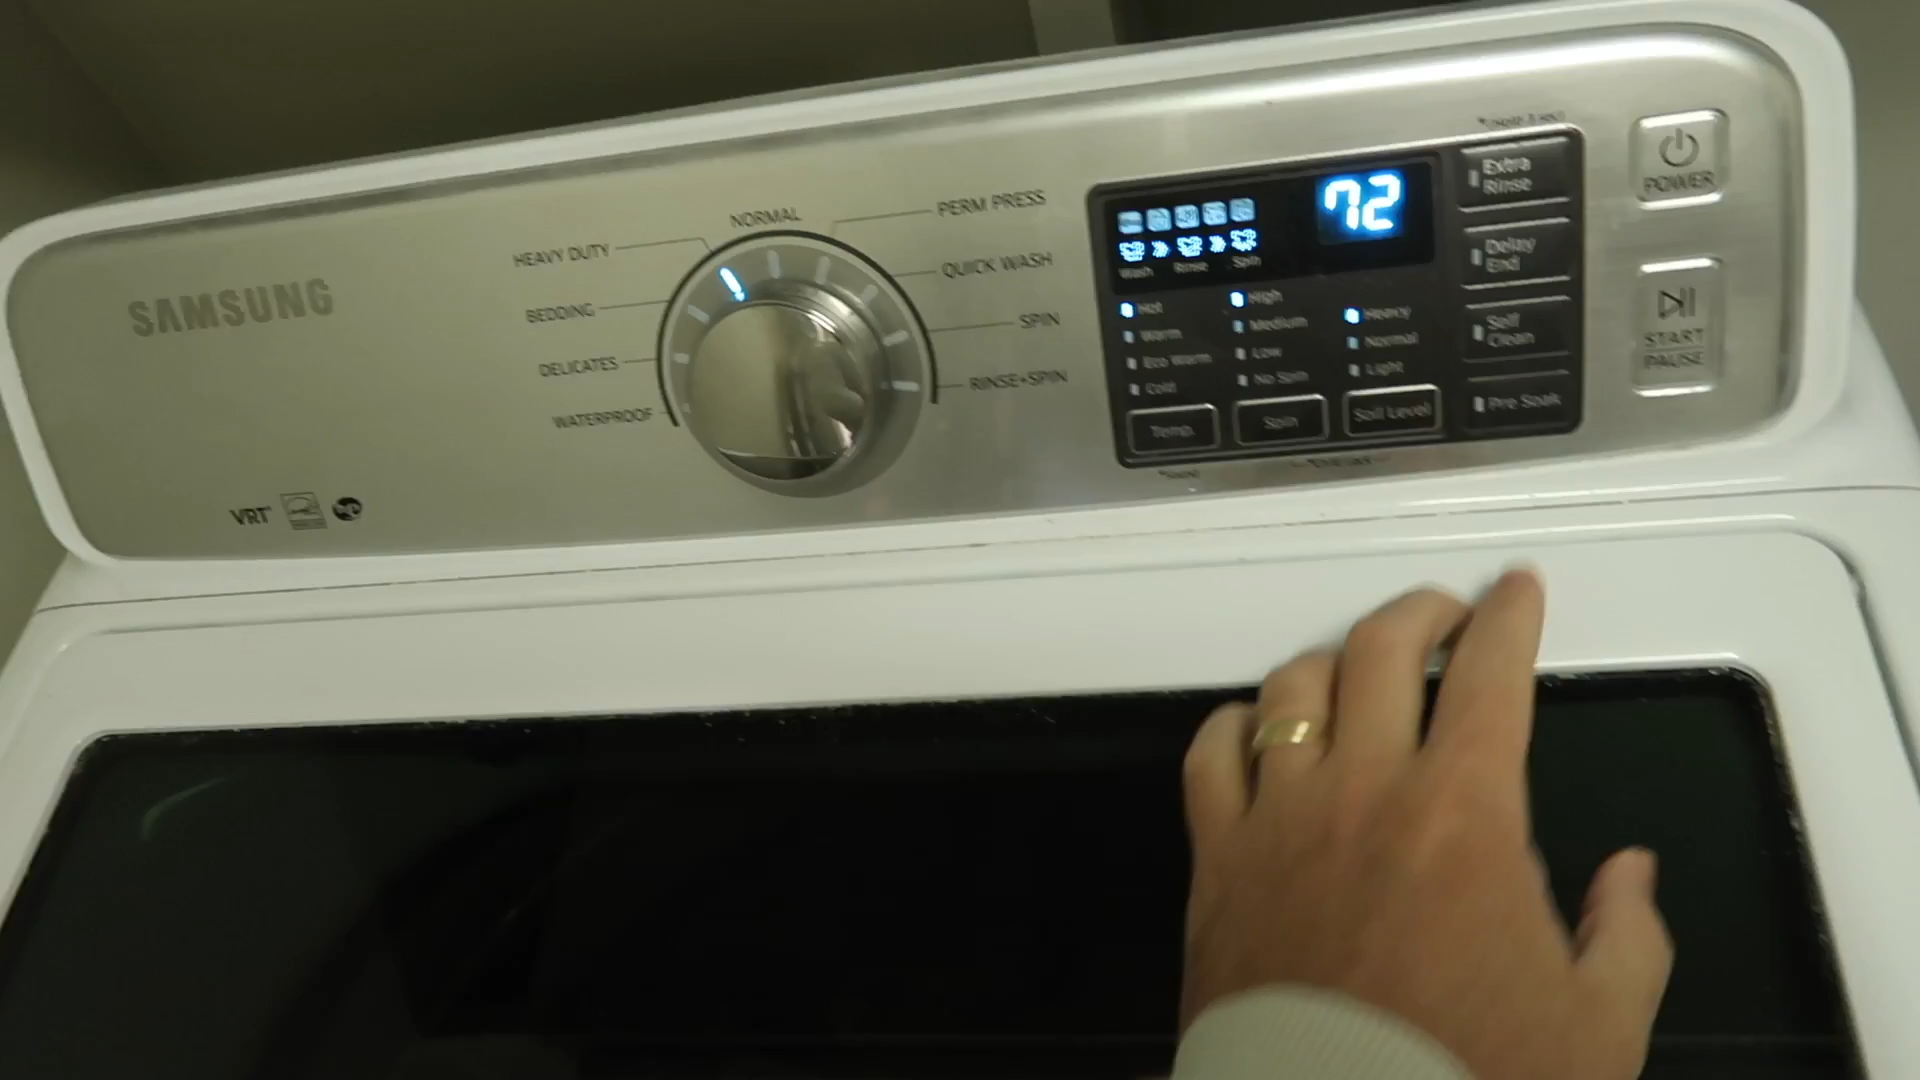 SAMSUNG
VRT
NORMAL
HEAVY DUTY
BEDDING
DELICATES
WATERPROOF
PERM PRESS
QUICK WASH
SPIN
RINSE+SPIN
72
Wash Rinse Spin
Hot High Heavy
Warm Medium Normal
Eco Warm Low Light
Cold No Spin
Temp. Spin Soil Level
Extra
Rinse
Delay
End
Self
Clean
Pre Soak
POWER
START
PAUSE